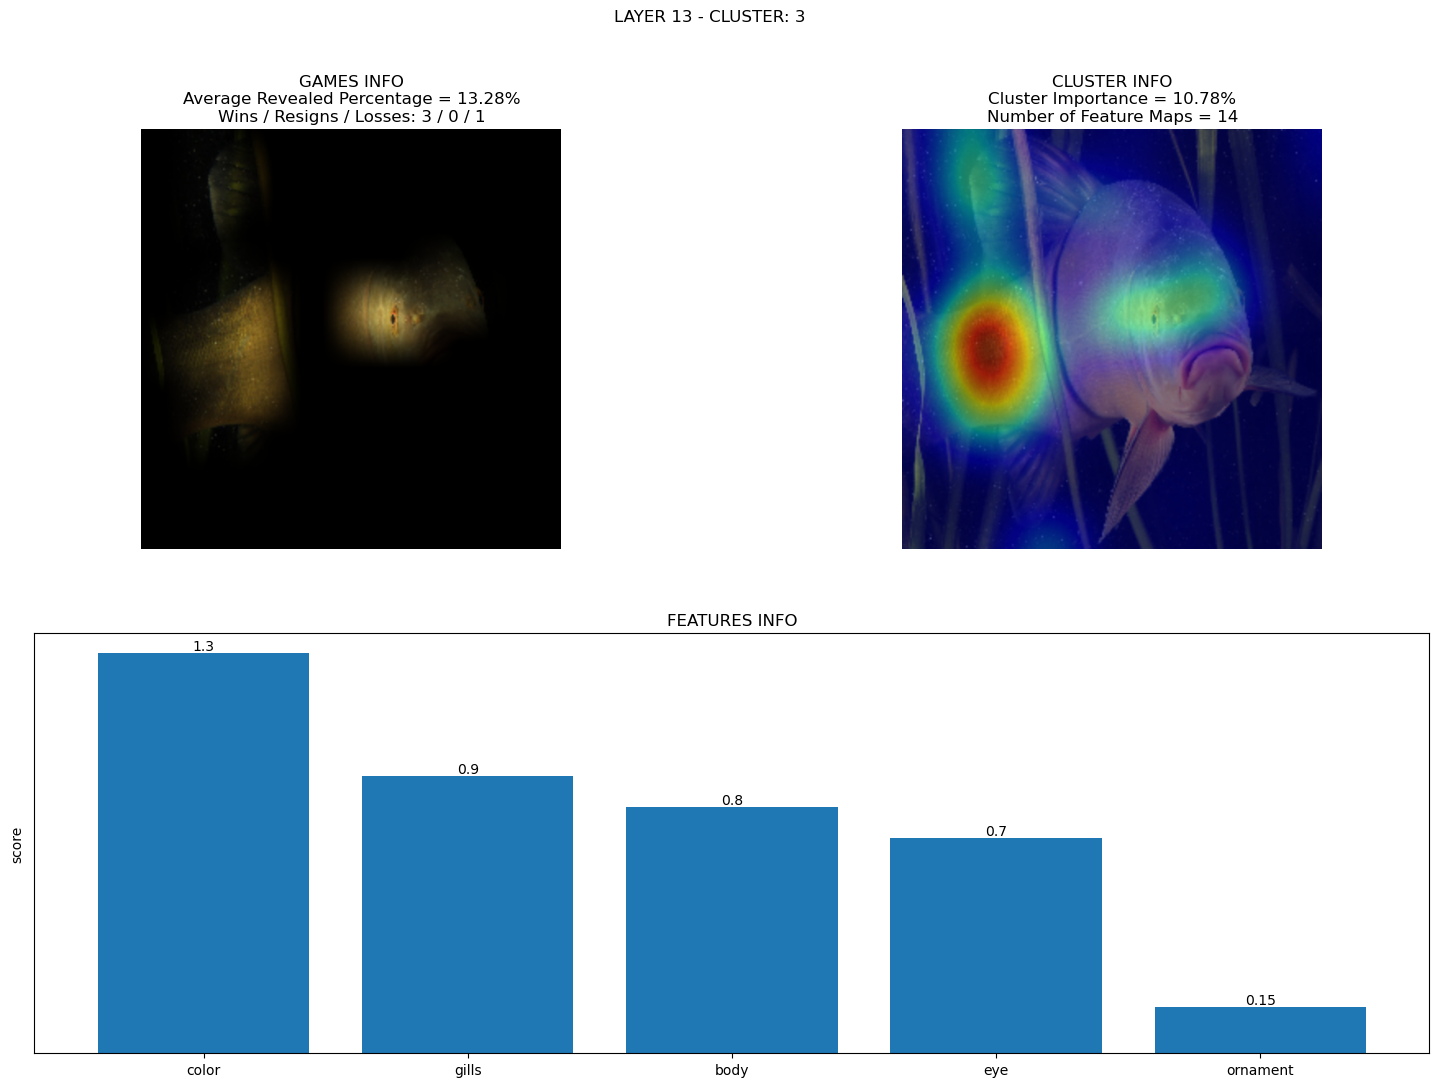 LAYER 13 - CLUSTER: 3
GAMES INFO
Average Revealed Percentage = 13.28%
Wins / Resigns / Losses: 3 / 0 / 1
CLUSTER INFO
Cluster Importance = 10.78%
Number of Feature Maps = 14
FEATURES INFO
score
1.3
0.9
0.8
0.7
0.15
color
gills
body
eye
ornament